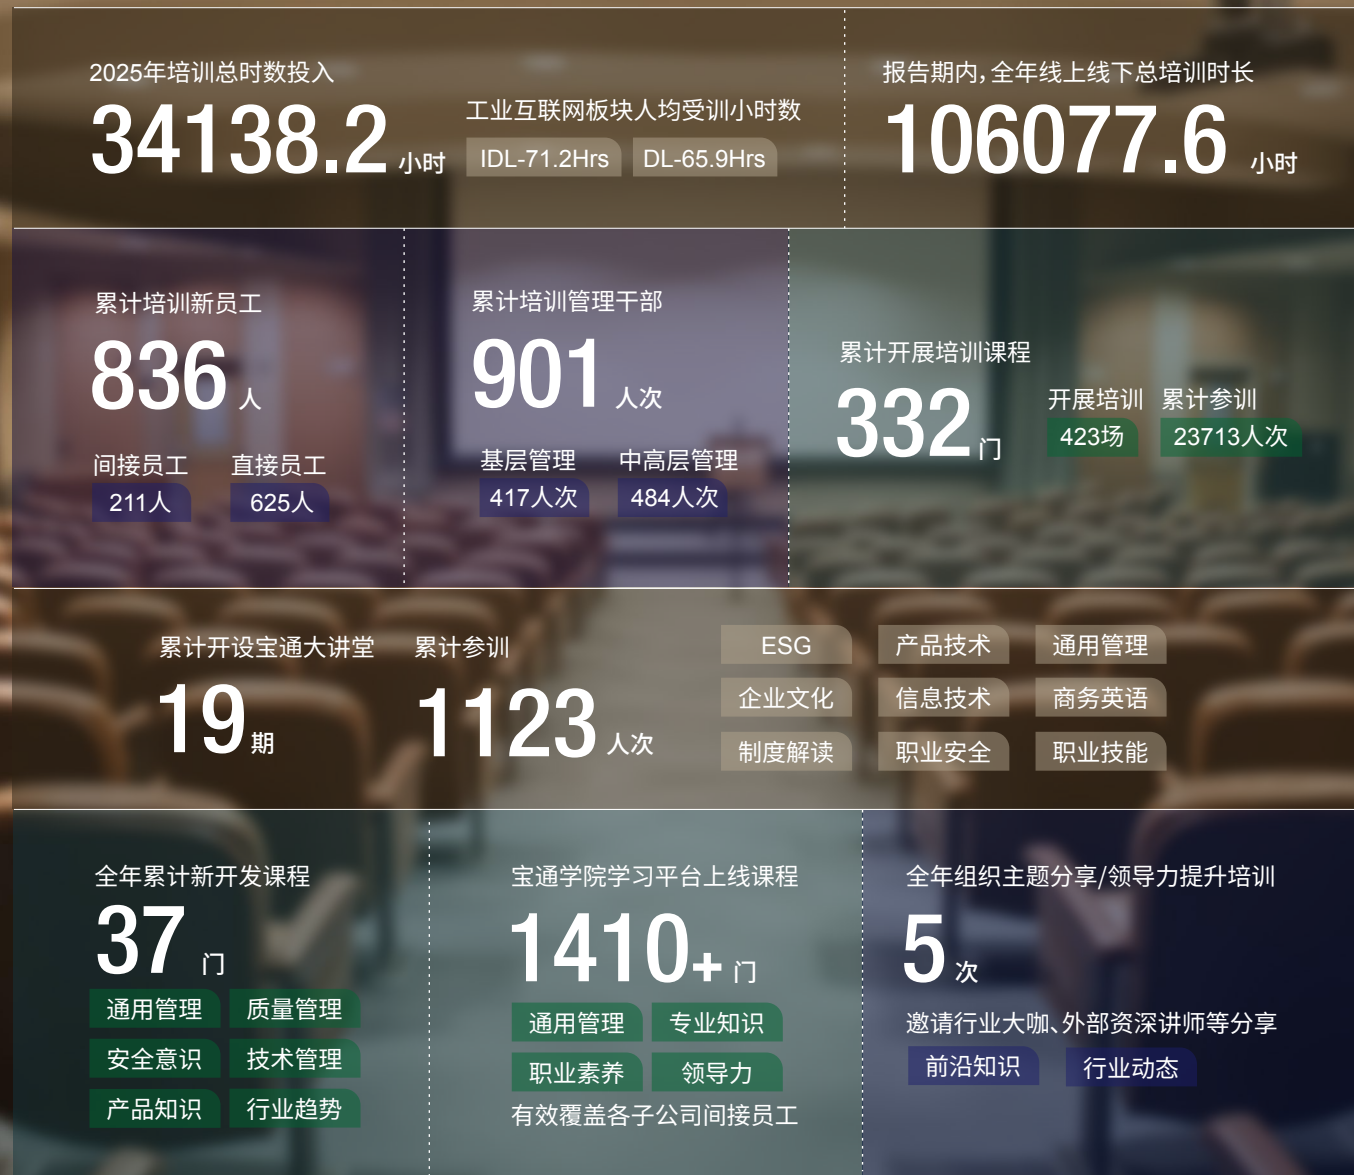 2025年培训总时数投入
34138.2 小时
工业互联网板块人均受训小时数
IDL-71.2Hrs DL-65.9Hrs
报告期内,全年线上线下总培训时长
106077.6 小时
累计培训新员工
836 人
间接员工 直接员工
211人 625人
累计培训管理干部
901 人次
基层管理 中高层管理
417人次 484人次
累计开展培训课程
332 门
开展培训 累计参训
423场 23713人次
累计开设宝通大讲堂 累计参训
19 期 1123 人次
ESG 产品技术 通用管理
企业文化 信息技术 商务英语
制度解读 职业安全 职业技能
全年累计新开发课程
37 门
通用管理 质量管理
安全意识 技术管理
产品知识 行业趋势
宝通学院学习平台上线课程
1410+ 门
通用管理 专业知识
职业素养 领导力
有效覆盖各子公司间接员工
全年组织主题分享/领导力提升培训
5 次
邀请行业大咖、外部资深讲师等分享
前沿知识 行业动态